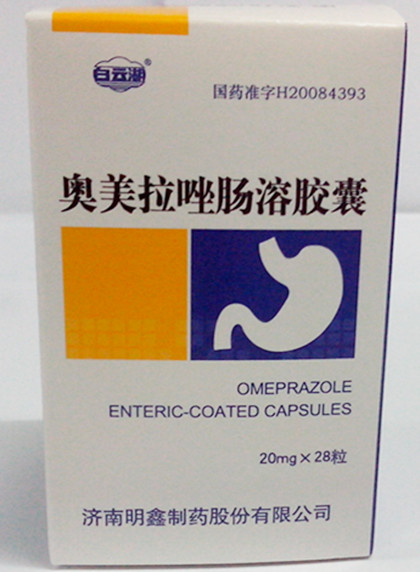 白云湖®
国药准字H20084393
奥美拉唑肠溶胶囊
OMEPRAZOLE
ENTERIC-COATED CAPSULES
20mg×28粒
济南明鑫制药股份有限公司